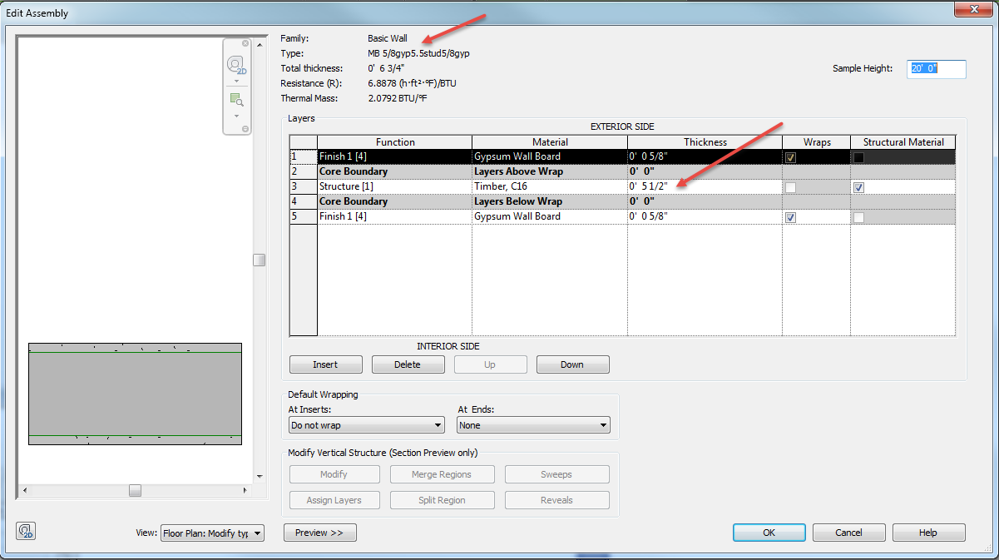 Edit Assembly
Family: Basic Wall
Type: MB 5/8gyp5.5stud5/8gyp
Total thickness: 0' 6 3/4"
Resistance (R): 6.8878 (h·ft²·ºF)/BTU
Thermal Mass: 2.0792 BTU/ºF
Sample Height: 20' 0"
2D
Layers
EXTERIOR SIDE
Function Material Thickness Wraps Structural Material
1 Finish 1 [4] Gypsum Wall Board 0' 0 5/8"
2 Core Boundary Layers Above Wrap 0' 0"
3 Structure [1] Timber, C16 0' 5 1/2"
4 Core Boundary Layers Below Wrap 0' 0"
5 Finish 1 [4] Gypsum Wall Board 0' 0 5/8"
INTERIOR SIDE
Insert Delete Up Down
Default Wrapping
At Inserts: At Ends:
Do not wrap None
Modify Vertical Structure (Section Preview only)
Modify Merge Regions Sweeps
Assign Layers Split Region Reveals
2D View: Floor Plan: Modify typ Preview >> OK Cancel Help